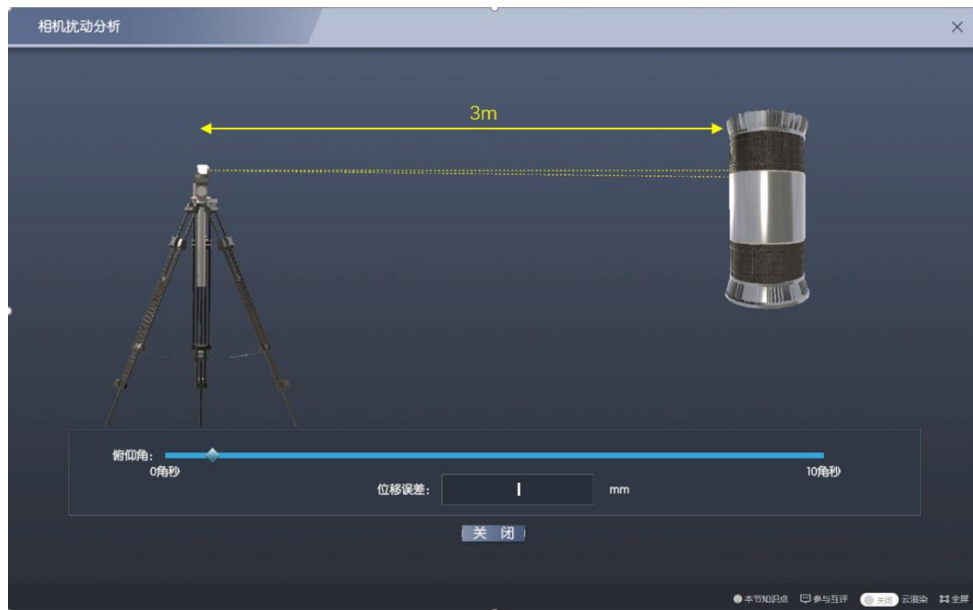 相机扰动分析
3m
俯仰角:
0角秒
10角秒
位移误差:
mm
关 闭
本节知识点 参与互评 关闭 云渲染 全屏